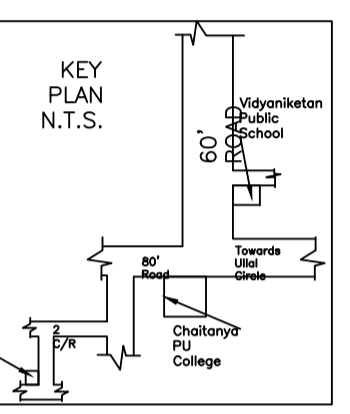 KEY
PLAN
N.T.S.
60'
ROAD
Vidyaniketan
Public
School
80'
Road
Towards
Ullal
Circle
Chaitanya
PU
College
2
C/R